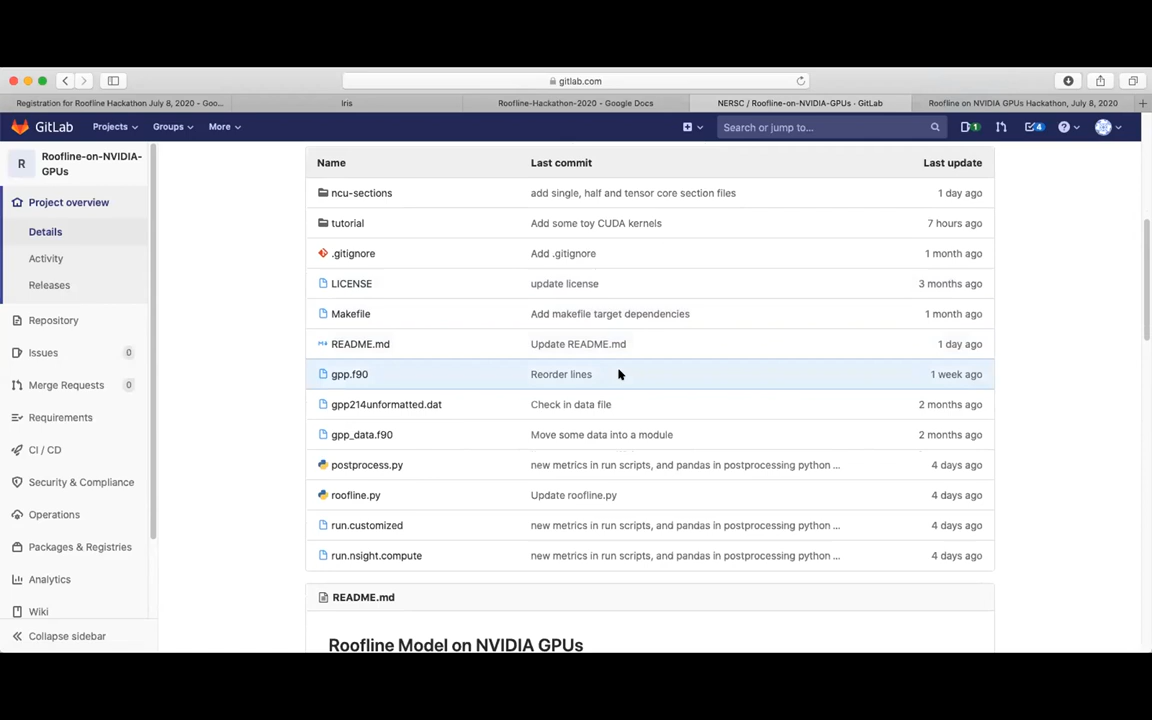 gitlab.com
Registration for Roofline Hackathon July 8, 2020 - Goo...
Iris
Roofline-Hackathon-2020 - Google Docs
NERSC / Roofline-on-NVIDIA-GPUs · GitLab
Roofline on NVIDIA GPUs Hackathon, July 8, 2020
GitLab
Projects
Groups
More
Search or jump to...
1
4
R
Roofline-on-NVIDIA-
GPUs
Project overview
Details
Activity
Releases
Repository
Issues 0
Merge Requests 0
Requirements
CI / CD
Security & Compliance
Operations
Packages & Registries
Analytics
Wiki
Collapse sidebar
Name Last commit Last update
ncu-sections add single, half and tensor core section files 1 day ago
tutorial Add some toy CUDA kernels 7 hours ago
.gitignore Add .gitignore 1 month ago
LICENSE update license 3 months ago
Makefile Add makefile target dependencies 1 month ago
README.md Update README.md 1 day ago
gpp.f90 Reorder lines 1 week ago
gpp214unformatted.dat Check in data file 2 months ago
gpp_data.f90 Move some data into a module 2 months ago
postprocess.py new metrics in run scripts, and pandas in postprocessing python ... 4 days ago
roofline.py Update roofline.py 4 days ago
run.customized new metrics in run scripts, and pandas in postprocessing python ... 4 days ago
run.nsight.compute new metrics in run scripts, and pandas in postprocessing python ... 4 days ago
README.md
Roofline Model on NVIDIA GPUs